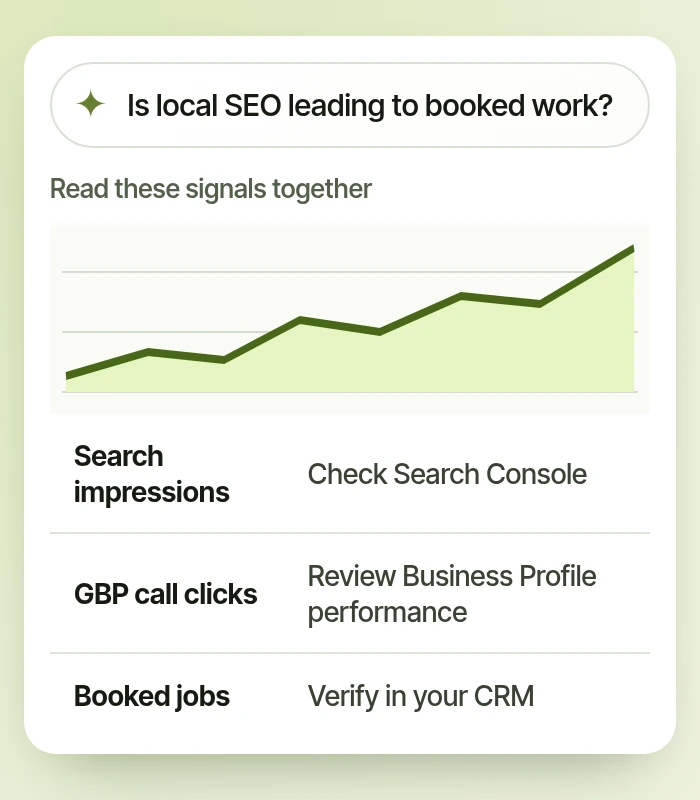 Is local SEO leading to booked work?
Read these signals together
Search
impressions
Check Search Console
GBP call clicks
Review Business Profile
performance
Booked jobs
Verify in your CRM